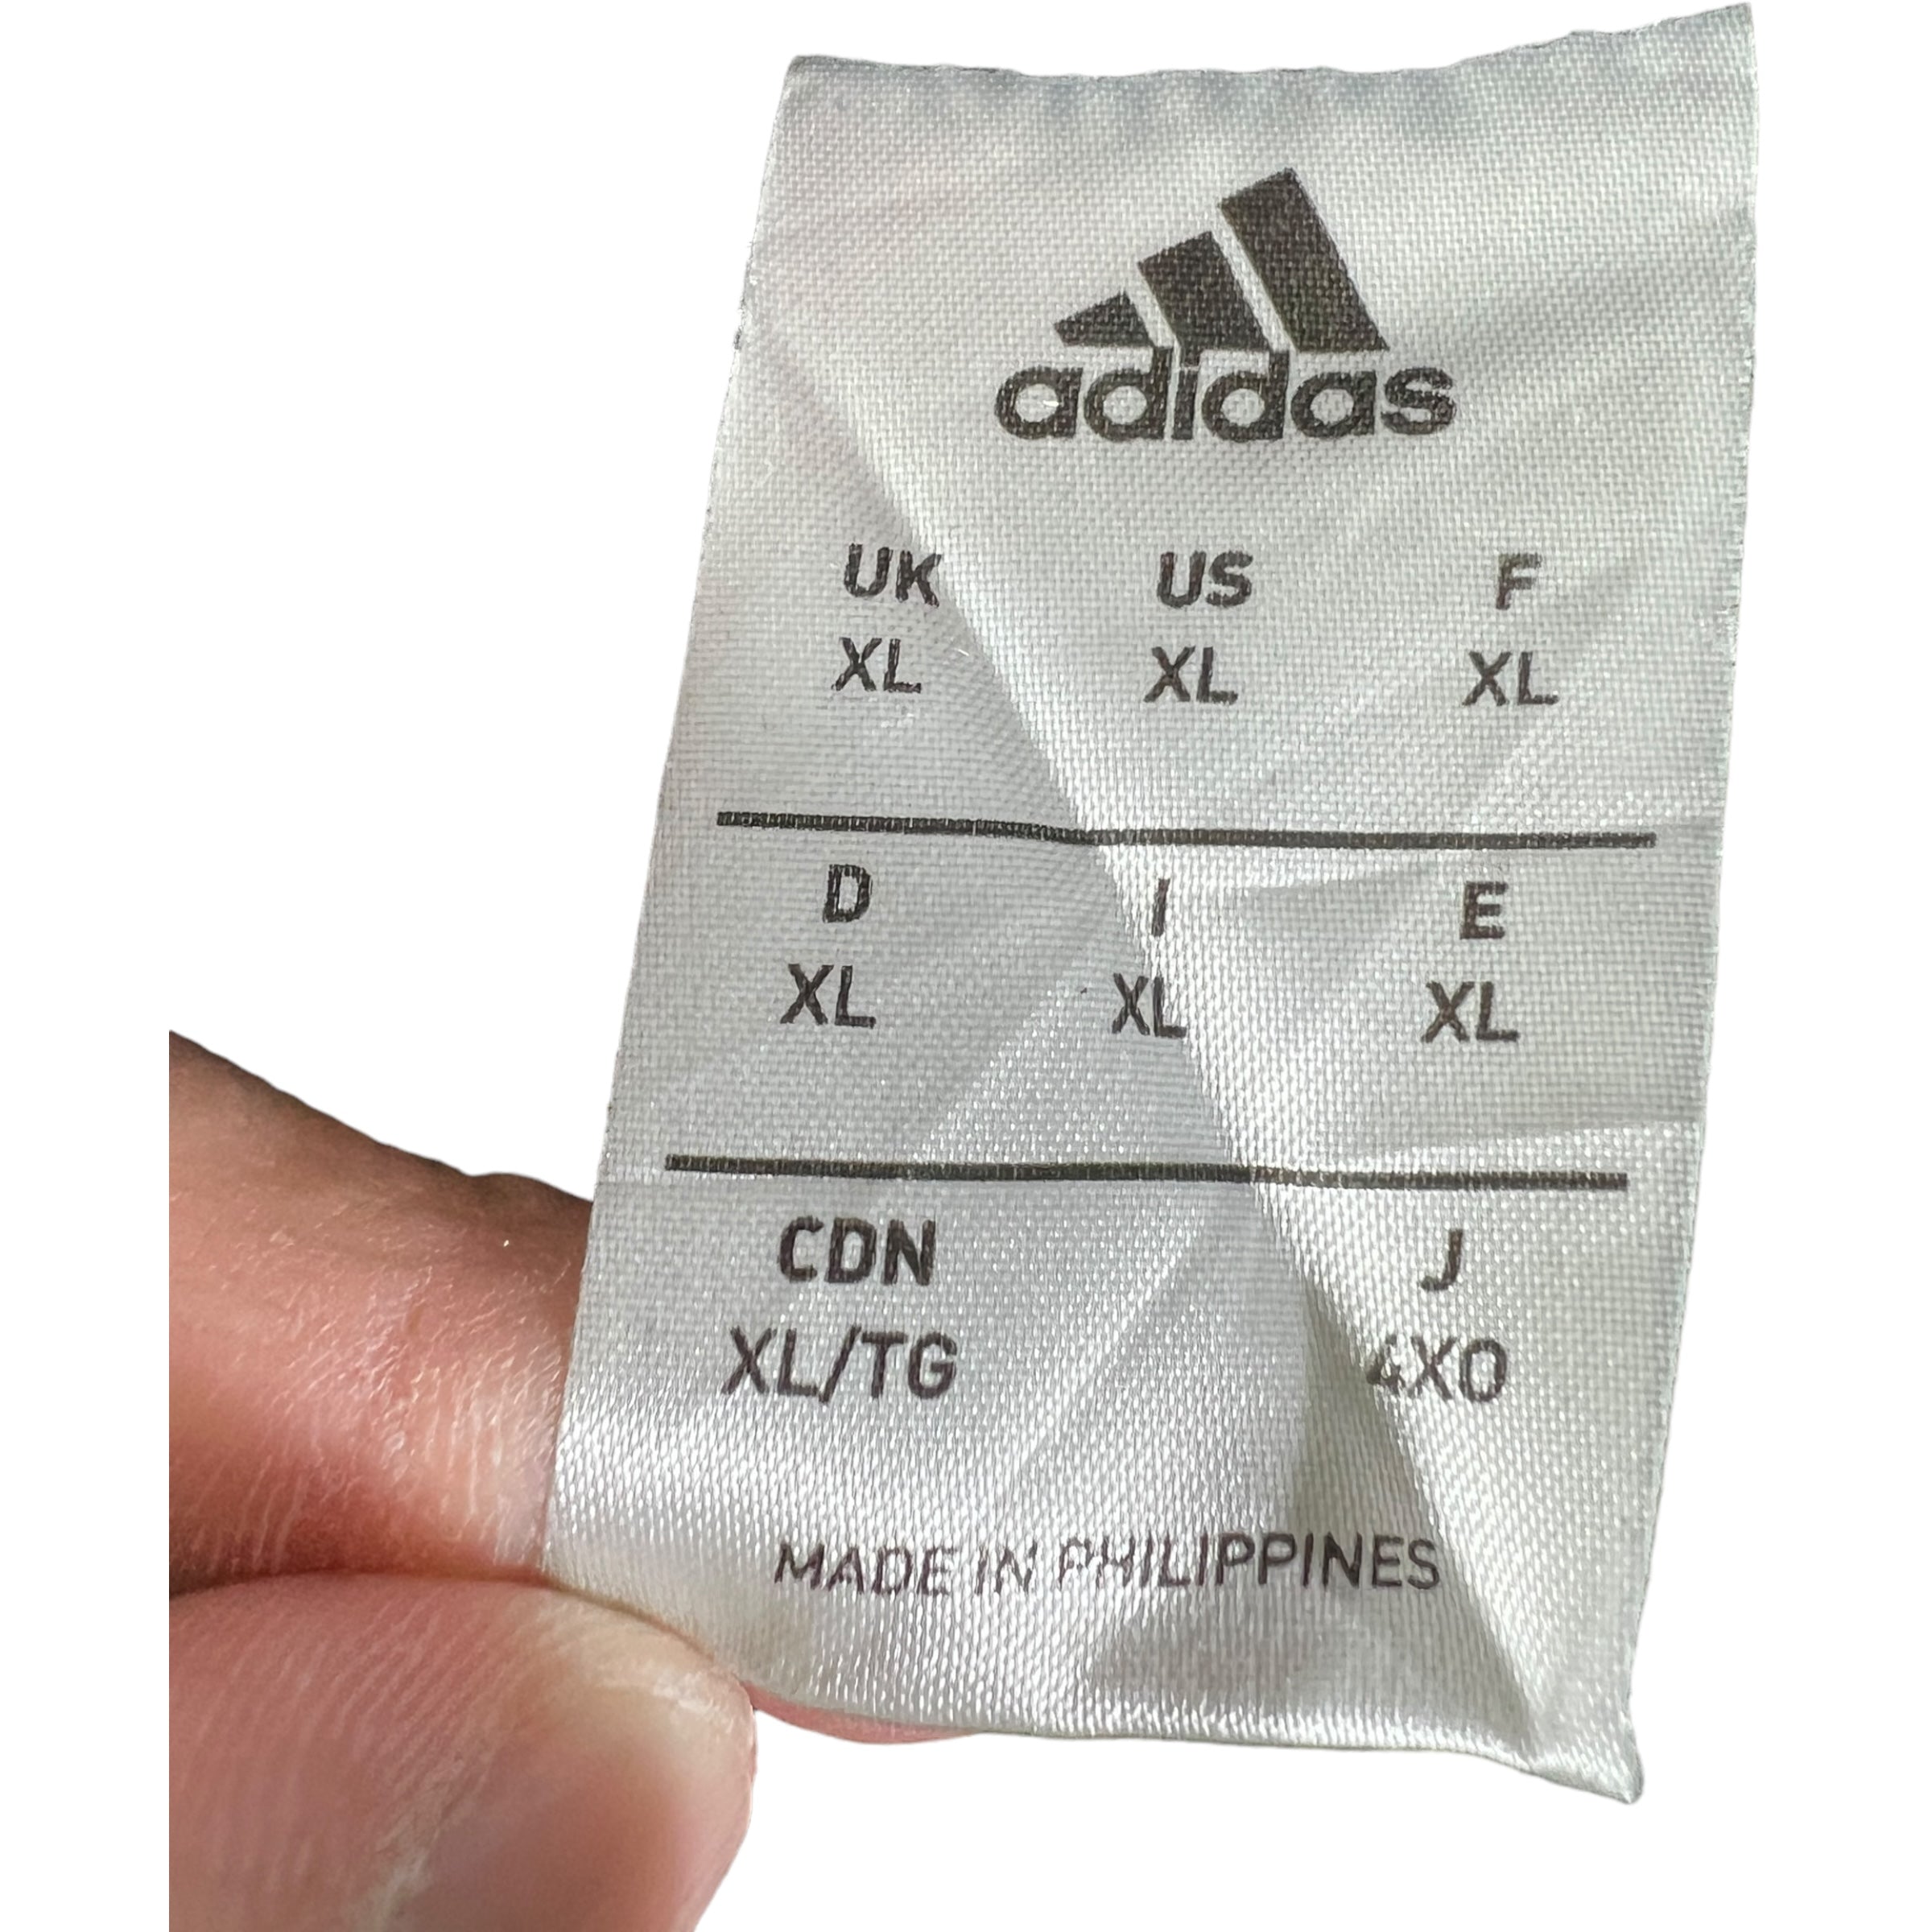 adidas
UK US F
XL XL XL
D I E
XL XL XL
CDN J
XL/TG 4XO
MADE IN PHILIPPINES